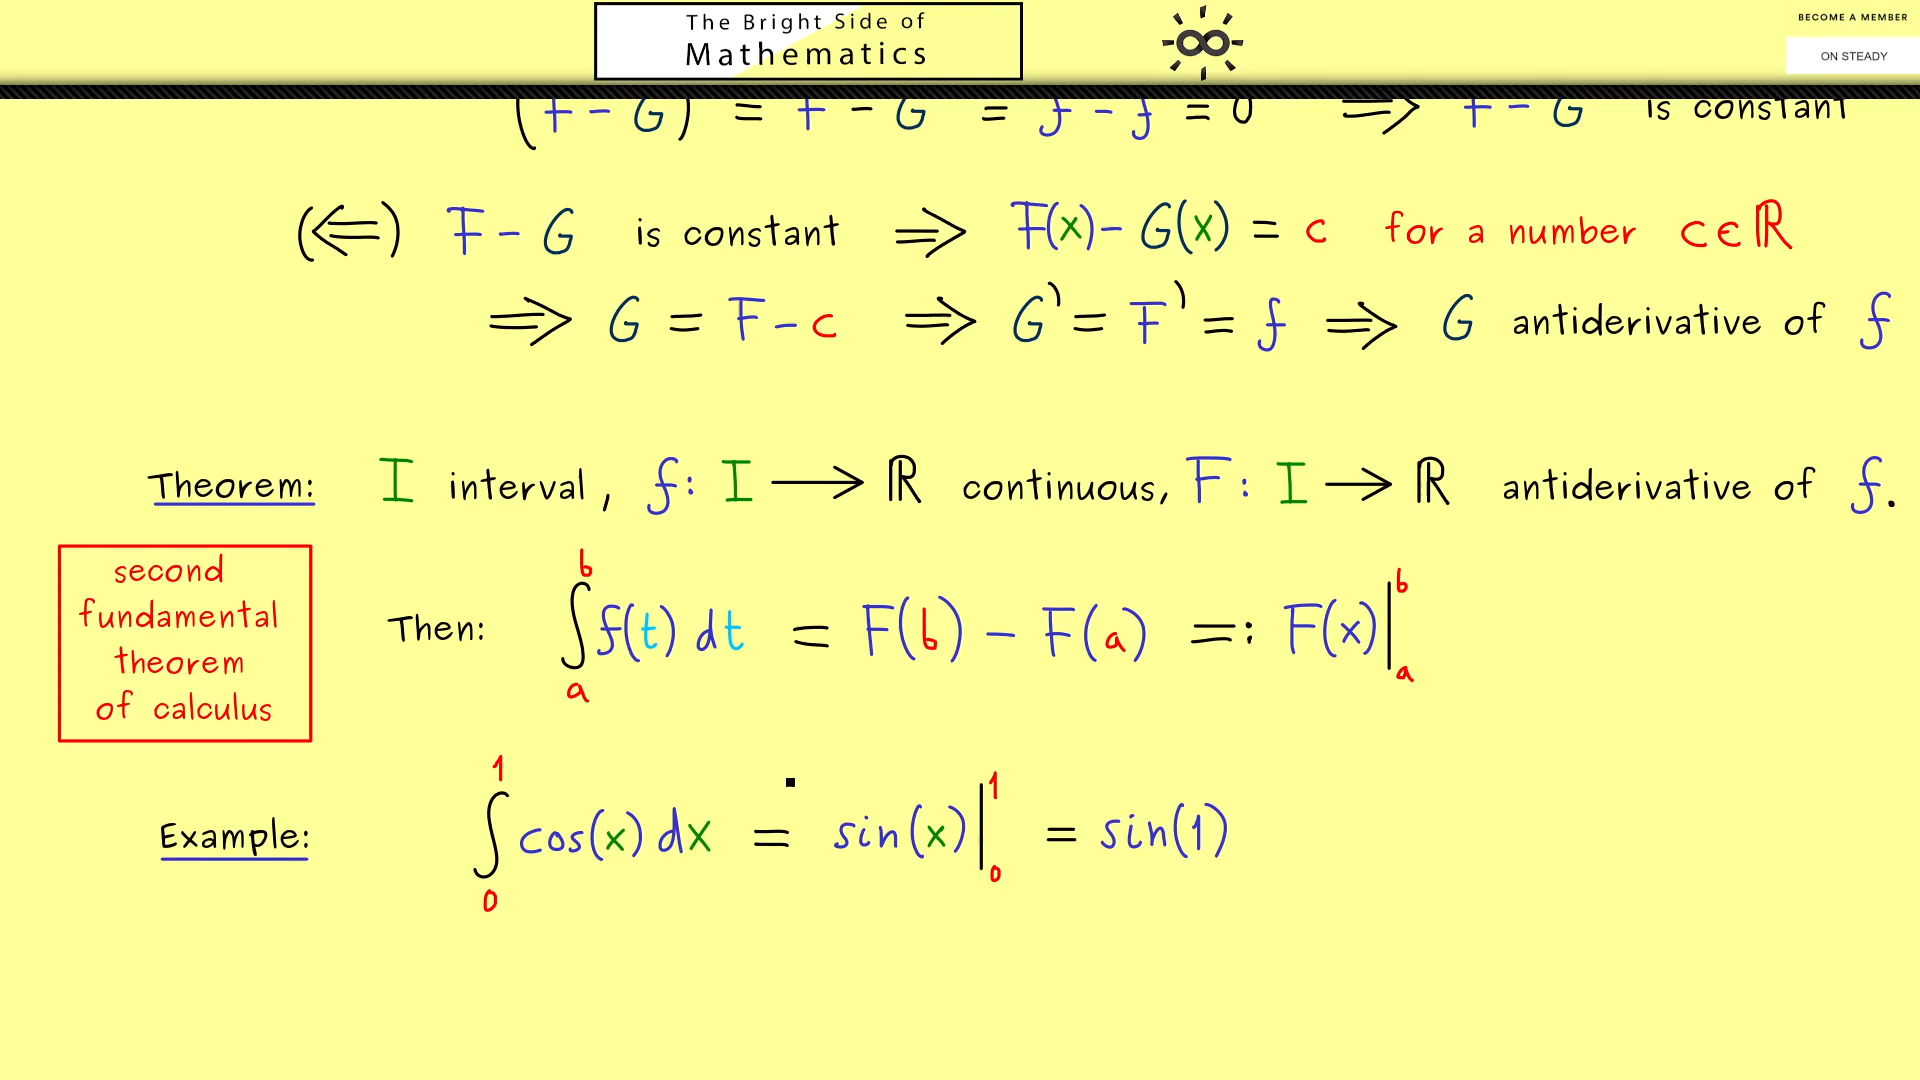 The Bright Side of
Mathematics
BECOME A MEMBER
ON STEADY
(F - G) = F - G = f - f = 0 ⟹ F - G is constant
(⟸) F - G is constant ⟹ F(x) - G(x) = c for a number c ∈ ℝ
⟹ G = F - c ⟹ G' = F' = f ⟹ G antiderivative of f
Theorem: I interval, f: I ⟶ ℝ continuous, F: I ⟶ ℝ antiderivative of f.
second
fundamental
theorem
of calculus
Then: ∫_a^b f(t) dt = F(b) - F(a) =: F(x)|_a^b
Example: ∫_0^1 cos(x) dx = sin(x)|_0^1 = sin(1)